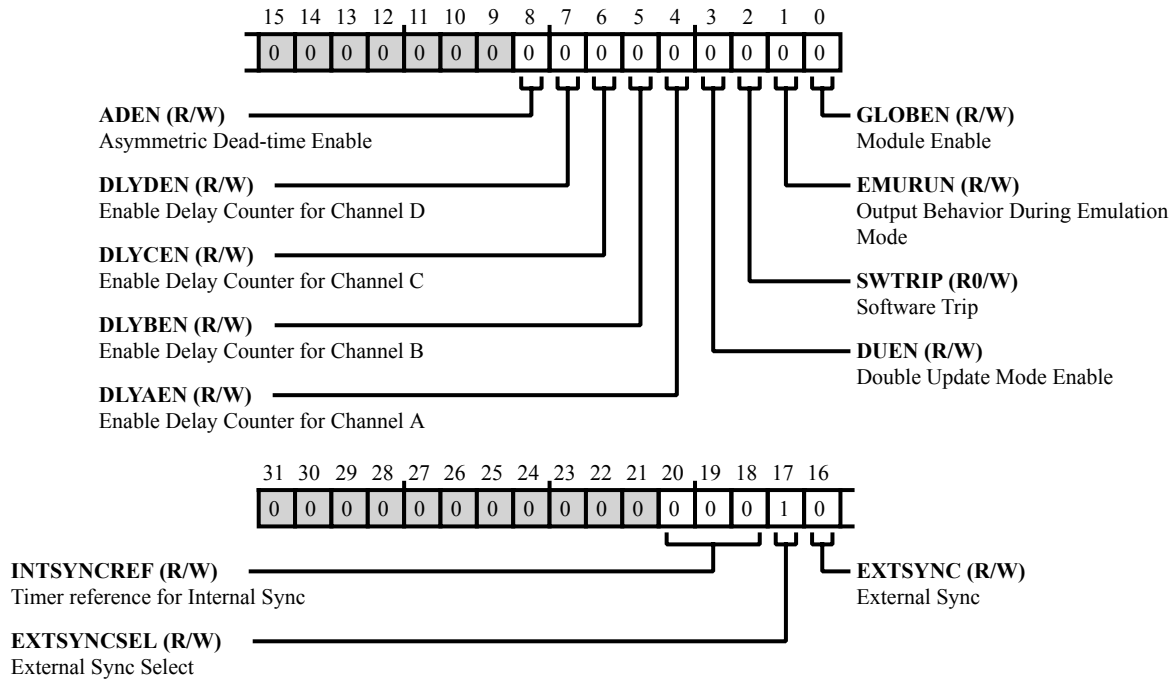 15 14 13 12 11 10 9 8 7 6 5 4 3 2 1 0
0 0 0 0 0 0 0 0 0 0 0 0 0 0 0 0
ADEN (R/W)
Asymmetric Dead-time Enable
DLYDEN (R/W)
Enable Delay Counter for Channel D
DLYCEN (R/W)
Enable Delay Counter for Channel C
DLYBEN (R/W)
Enable Delay Counter for Channel B
DLYAEN (R/W)
Enable Delay Counter for Channel A
GLOBEN (R/W)
Module Enable
EMURUN (R/W)
Output Behavior During Emulation
Mode
SWTRIP (R0/W)
Software Trip
DUEN (R/W)
Double Update Mode Enable
31 30 29 28 27 26 25 24 23 22 21 20 19 18 17 16
0 0 0 0 0 0 0 0 0 0 0 0 0 0 1 0
INTSYNCREF (R/W)
Timer reference for Internal Sync
EXTSYNCSEL (R/W)
External Sync Select
EXTSYNC (R/W)
External Sync